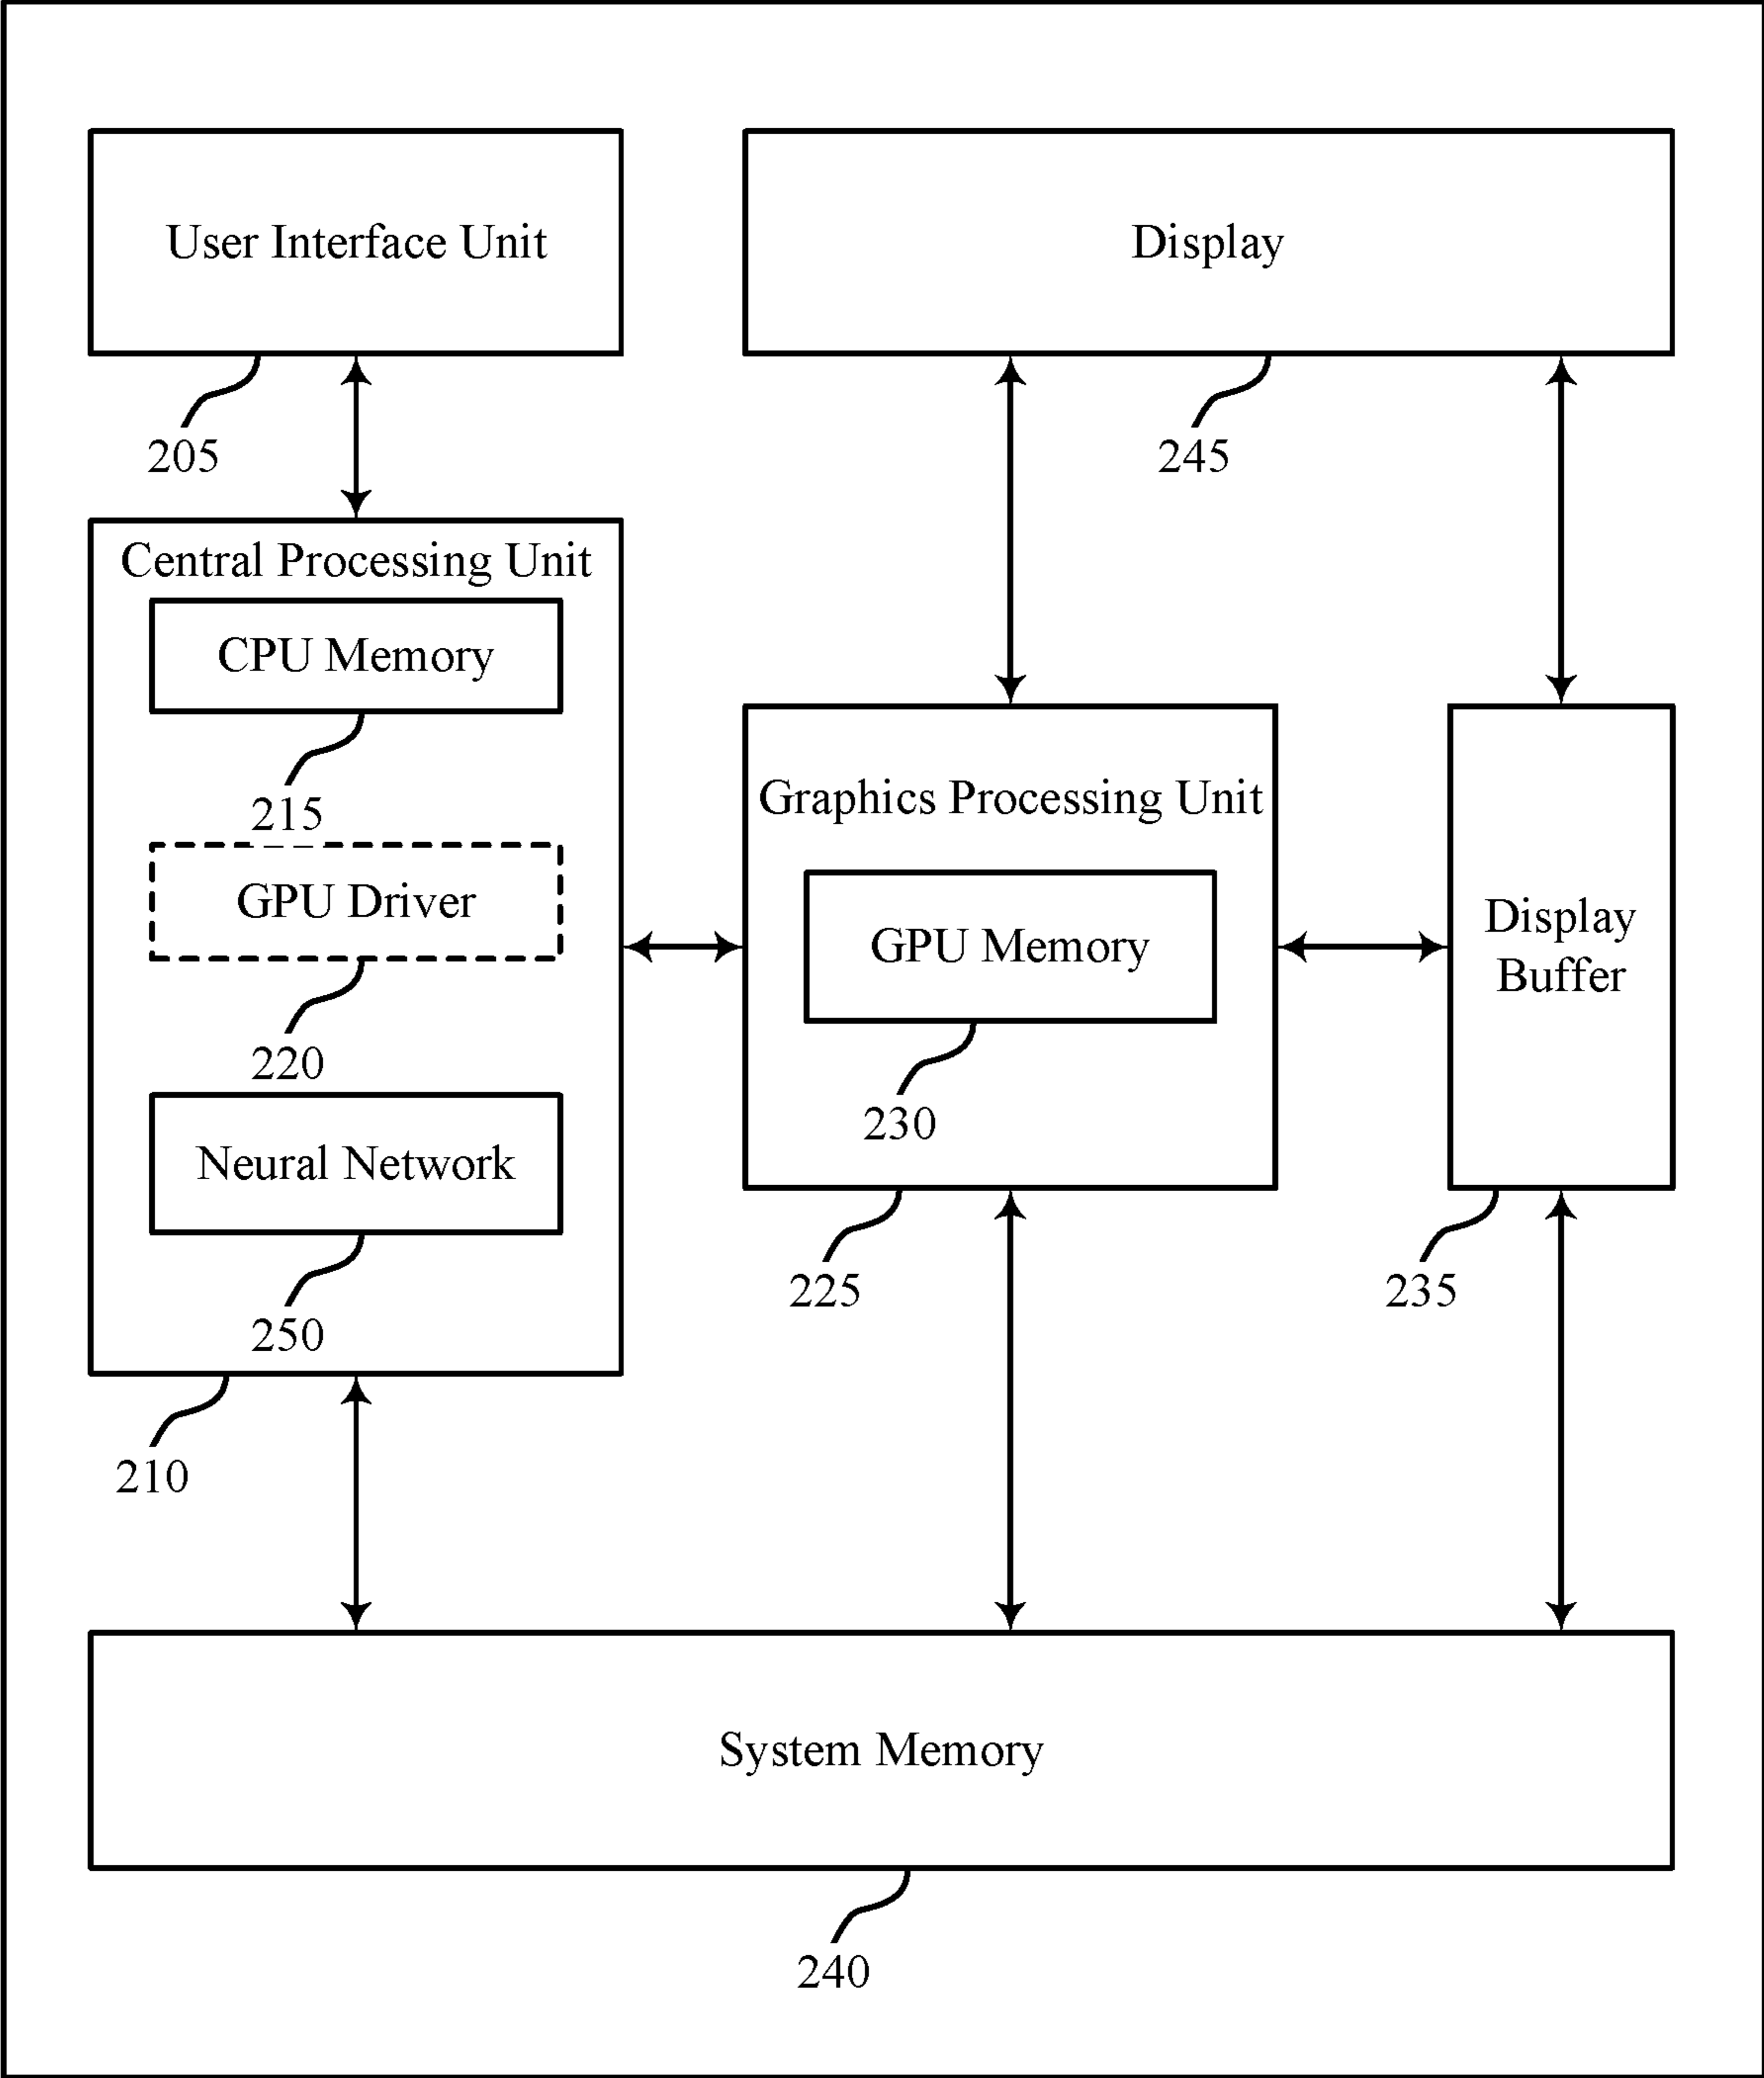 User Interface Unit
205
Display
245
Central Processing Unit
CPU Memory
215
GPU Driver
220
Neural Network
250
210
Graphics Processing Unit
GPU Memory
230
225
Display
Buffer
235
System Memory
240